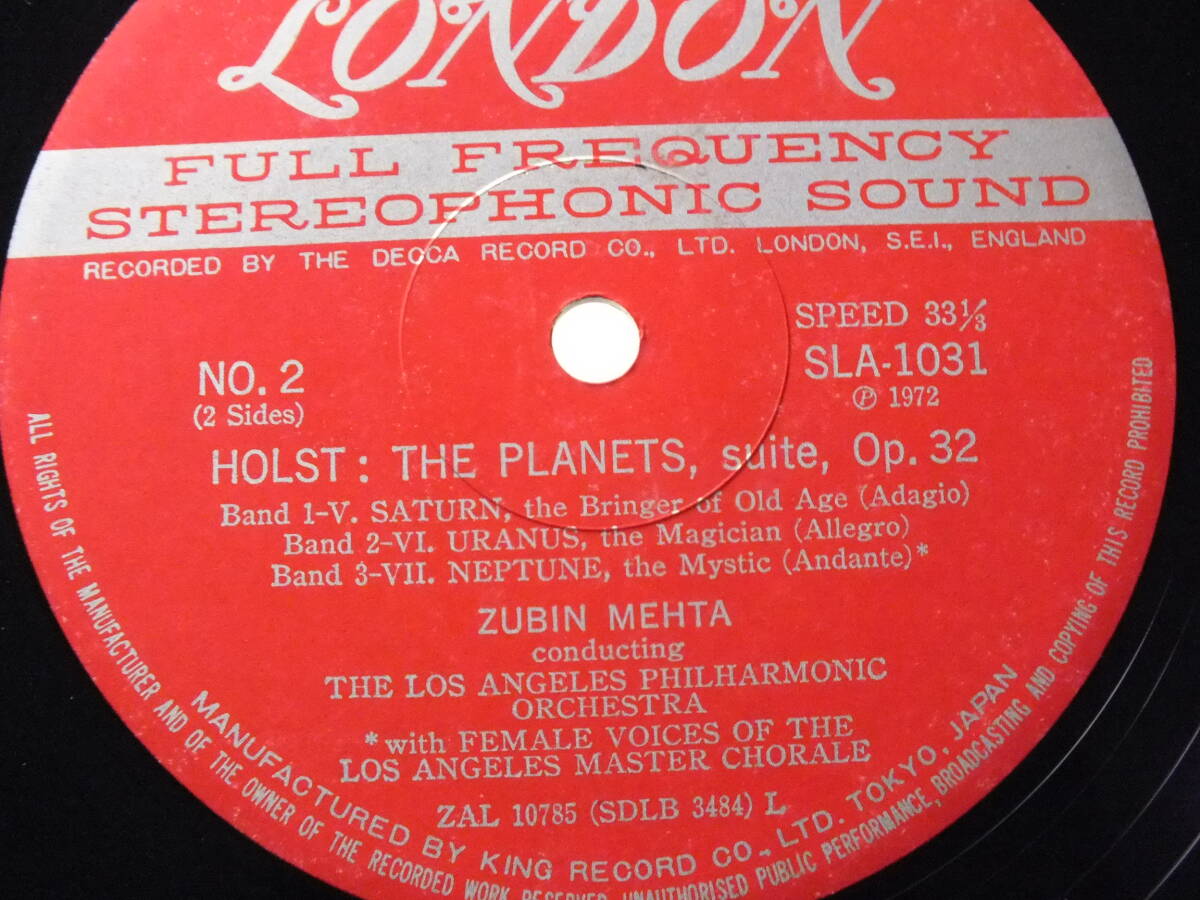 LONDON
FULL FREQUENCY
STEREOPHONIC SOUND
RECORDED BY THE DECCA RECORD CO., LTD. LONDON, S.E.I., ENGLAND
SPEED 33⅓
NO. 2
SLA-1031
(2 Sides)
Ⓟ 1972
HOLST : THE PLANETS, suite, Op. 32
Band 1-V. SATURN, the Bringer of Old Age (Adagio)
Band 2-VI. URANUS, the Magician (Allegro)
Band 3-VII. NEPTUNE, the Mystic (Andante)*
ZUBIN MEHTA
conducting
THE LOS ANGELES PHILHARMONIC
ORCHESTRA
*with FEMALE VOICES OF THE
LOS ANGELES MASTER CHORALE
ZAL 10785 (SDLB 3484) L
MANUFACTURED BY KING RECORD CO., LTD. TOKYO, JAPAN
ALL RIGHTS OF THE MANUFACTURER AND OF THE OWNER OF THE RECORDED WORK RESERVED UNAUTHORISED PUBLIC PERFORMANCE, BROADCASTING AND COPYING OF THIS RECORD PROHIBITED